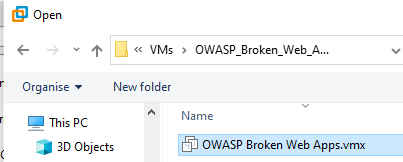 Open
« VMs › OWASP_Broken_Web_A... ›
Organise New folder
This PC
3D Objects
Name
OWASP Broken Web Apps.vmx